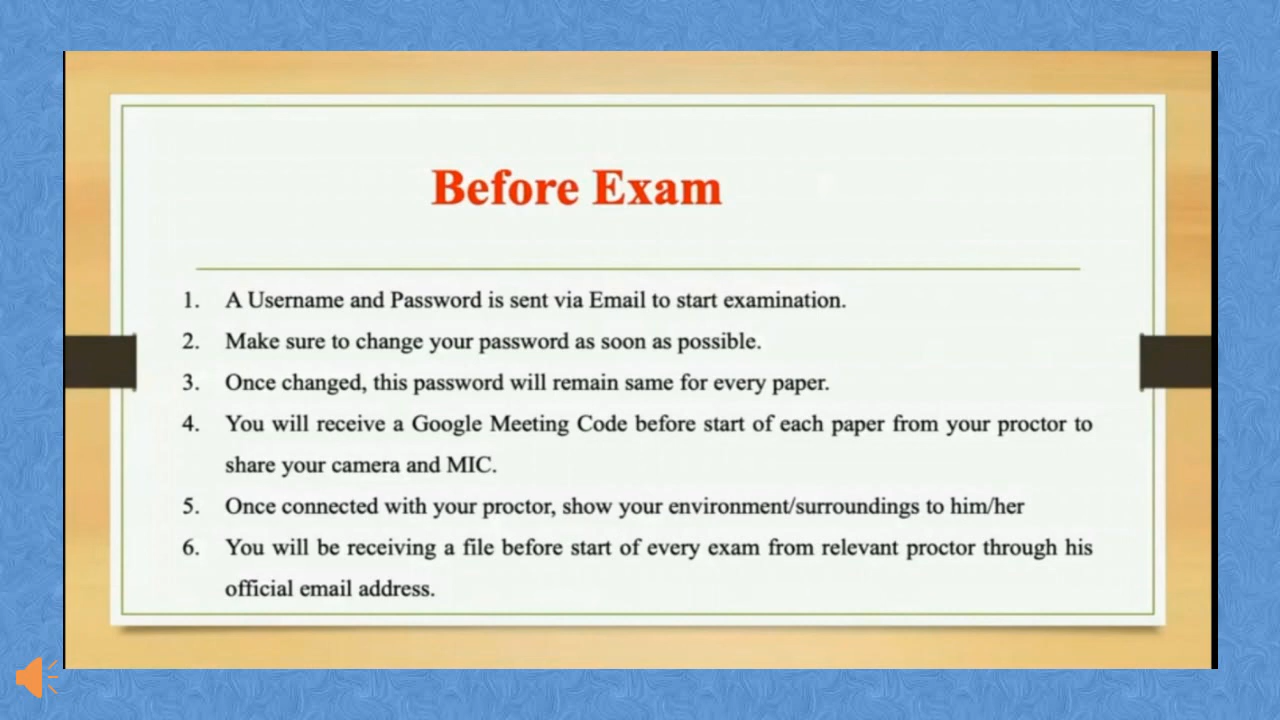 Before Exam
1. A Username and Password is sent via Email to start examination.
2. Make sure to change your password as soon as possible.
3. Once changed, this password will remain same for every paper.
4. You will receive a Google Meeting Code before start of each paper from your proctor to
share your camera and MIC.
5. Once connected with your proctor, show your environment/surroundings to him/her
6. You will be receiving a file before start of every exam from relevant proctor through his
official email address.